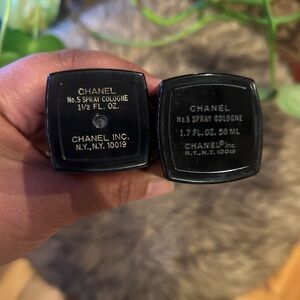 CHANEL
No.5 SPRAY COLOGNE
1½ FL. OZ.
CHANEL INC.
N.Y., N.Y. 10019
CHANEL
No.5 SPRAY COLOGNE
1.7 FL. OZ. 50 ML
CHANEL® Inc.
N.Y., N.Y. 10019